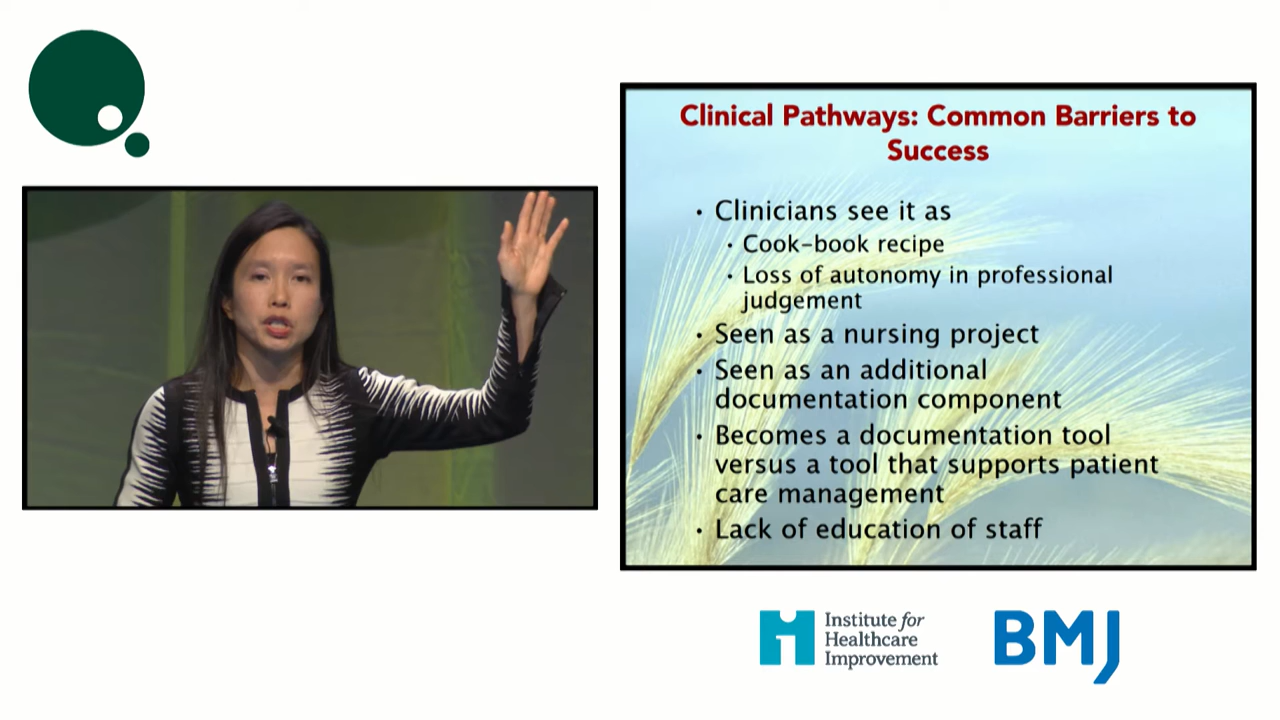 Clinical Pathways: Common Barriers to
Success
• Clinicians see it as
• Cook-book recipe
• Loss of autonomy in professional
judgement
• Seen as a nursing project
• Seen as an additional
documentation component
• Becomes a documentation tool
versus a tool that supports patient
care management
• Lack of education of staff
Institute for
Healthcare
Improvement
BMJ